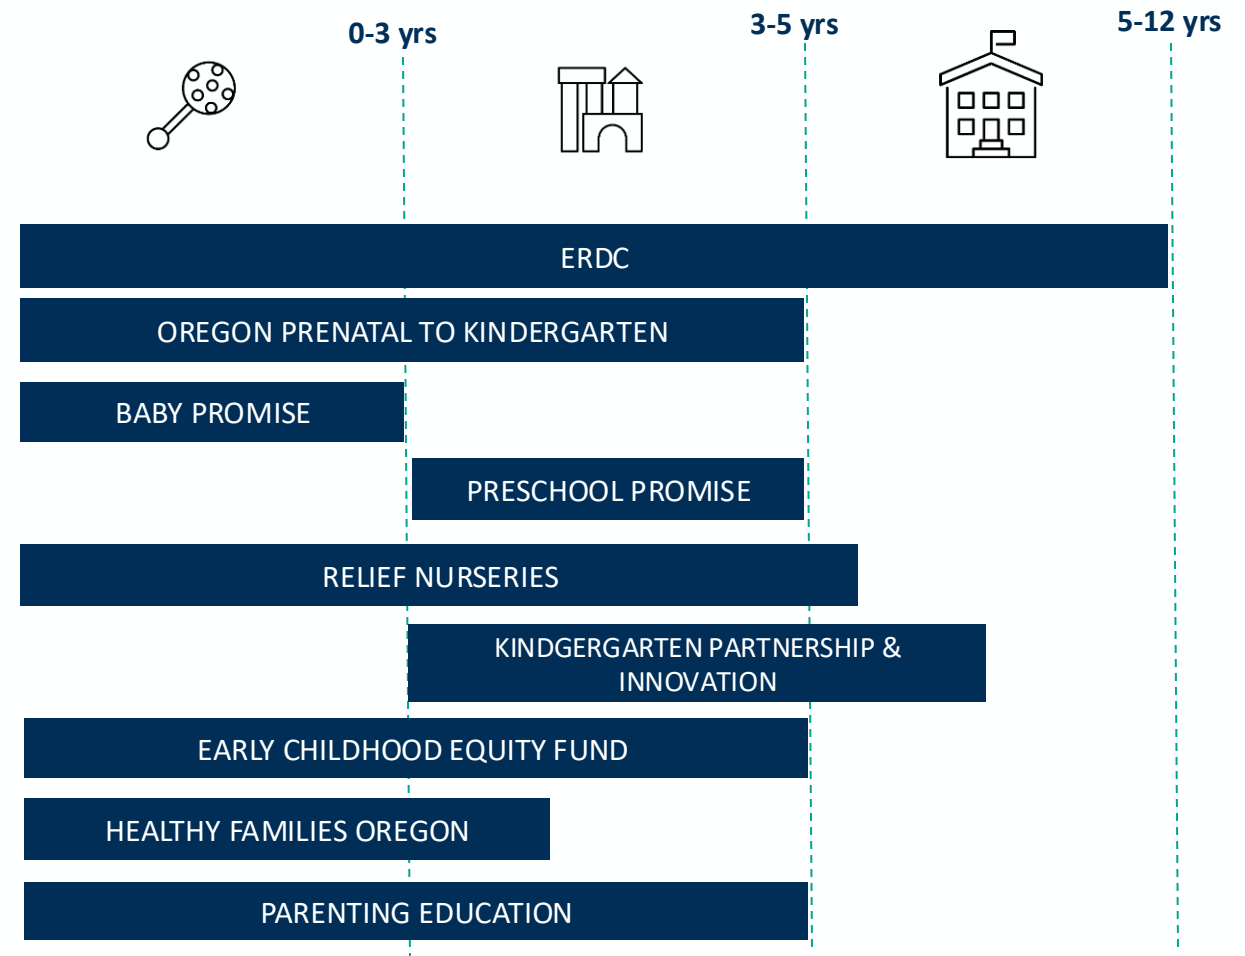 0-3 yrs
3-5 yrs
5-12 yrs
ERDC
OREGON PRENATAL TO KINDERGARTEN
BABY PROMISE
PRESCHOOL PROMISE
RELIEF NURSERIES
KINDGERGARTEN PARTNERSHIP &
INNOVATION
EARLY CHILDHOOD EQUITY FUND
HEALTHY FAMILIES OREGON
PARENTING EDUCATION